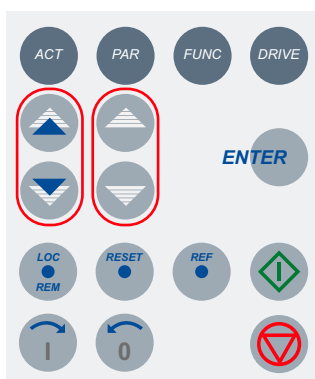 ACT PAR FUNC DRIVE
ENTER
LOC RESET REF
REM
I 0